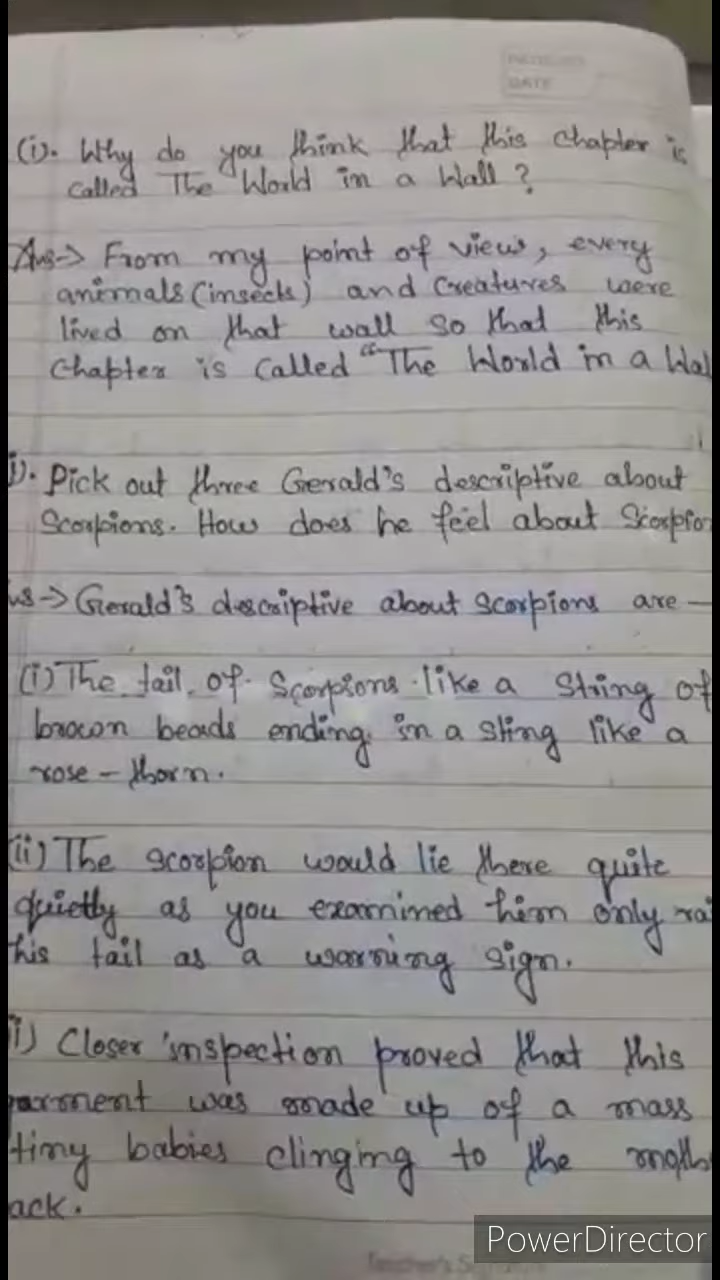 DATE
(i). Why do you think that this chapter is
called The World in a Wall?
Ans-> From my point of view, every
animals (insects) and creatures were
lived on that wall so that this
chapter is called "The World in a Wal
i). Pick out three Gerald's descriptive about
Scorpions. How does he feel about Scorpio
ns-> Gerald's descriptive about scorpions are —
(i) The tail of Scorpions like a string of
brown beads ending in a sting like a
rose-thorn.
(ii) The scorpion would lie there quite
quietly as you examined him only rai
his tail as a warning sign.
i) Closer inspection proved that this
garment was made up of a mass
tiny babies clinging to the moth
ack.
PowerDirector